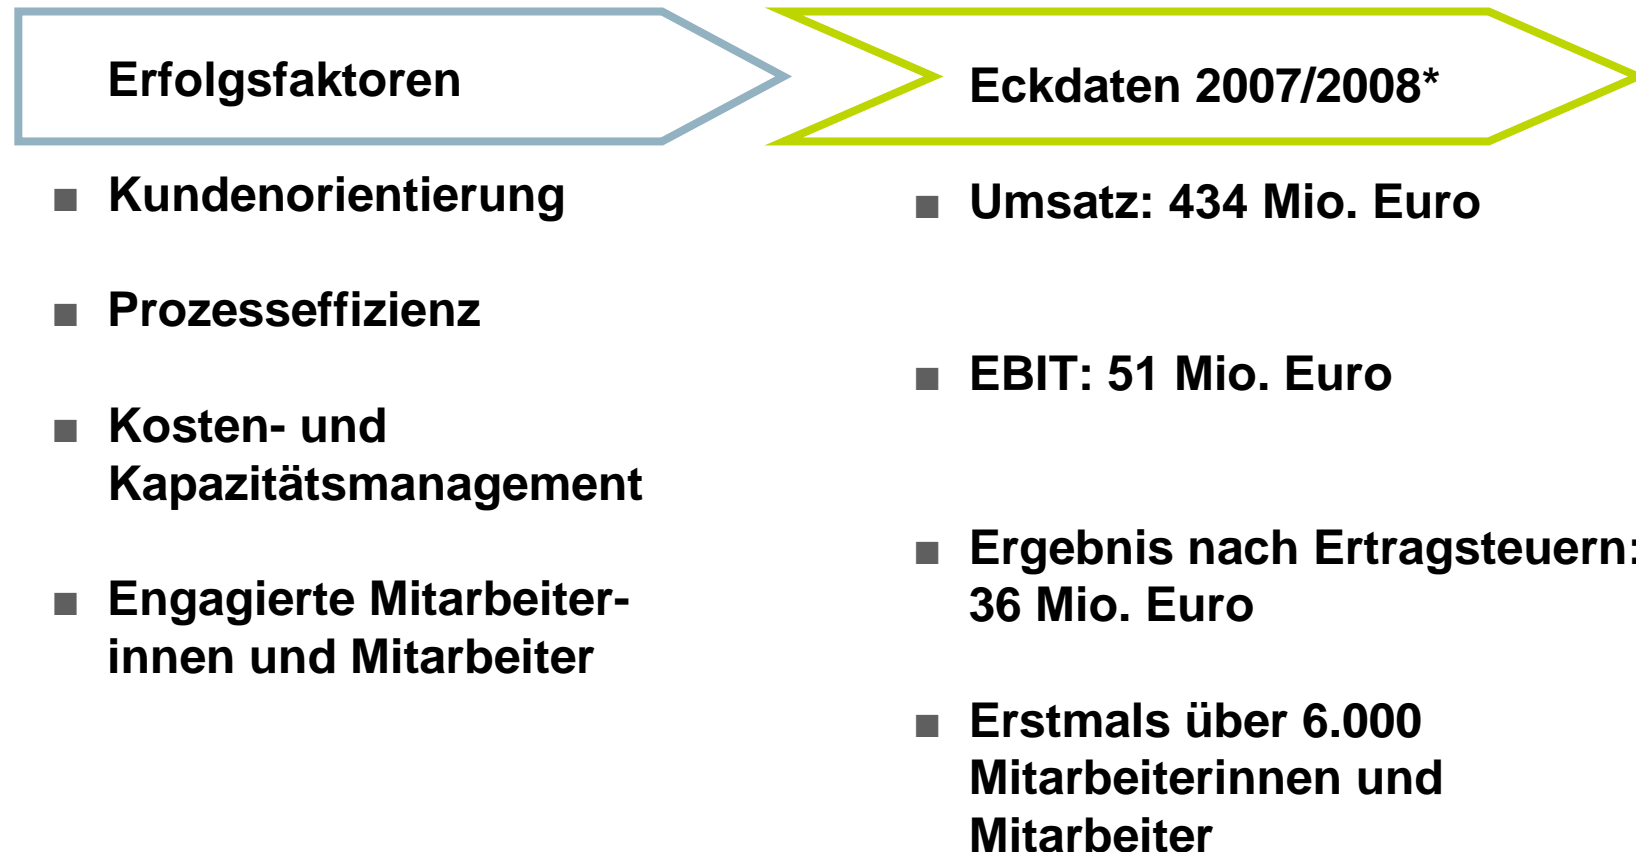 Erfolgsfaktoren
■ Kundenorientierung
■ Prozesseffizienz
■ Kosten- und
Kapazitätsmanagement
■ Engagierte Mitarbeiter-
innen und Mitarbeiter
Eckdaten 2007/2008*
■ Umsatz: 434 Mio. Euro
■ EBIT: 51 Mio. Euro
■ Ergebnis nach Ertragsteuern:
36 Mio. Euro
■ Erstmals über 6.000
Mitarbeiterinnen und
Mitarbeiter